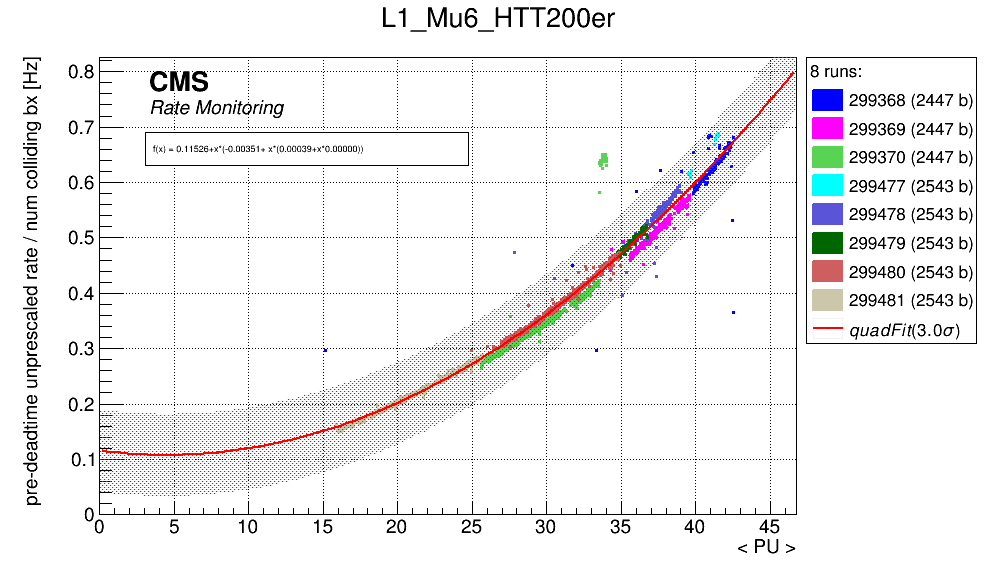 L1_Mu6_HTT200er
pre-deadtime unprescaled rate / num colliding bx [Hz]
0.8
0.7
0.6
0.5
0.4
0.3
0.2
0.1
0
CMS
Rate Monitoring
f(x) = 0.11526+x*(-0.00351+ x*(0.00039+x*0.00000))
0 5 10 15 20 25 30 35 40 45
< PU >
8 runs:
299368 (2447 b)
299369 (2447 b)
299370 (2447 b)
299477 (2543 b)
299478 (2543 b)
299479 (2543 b)
299480 (2543 b)
299481 (2543 b)
quadFit(3.0σ)